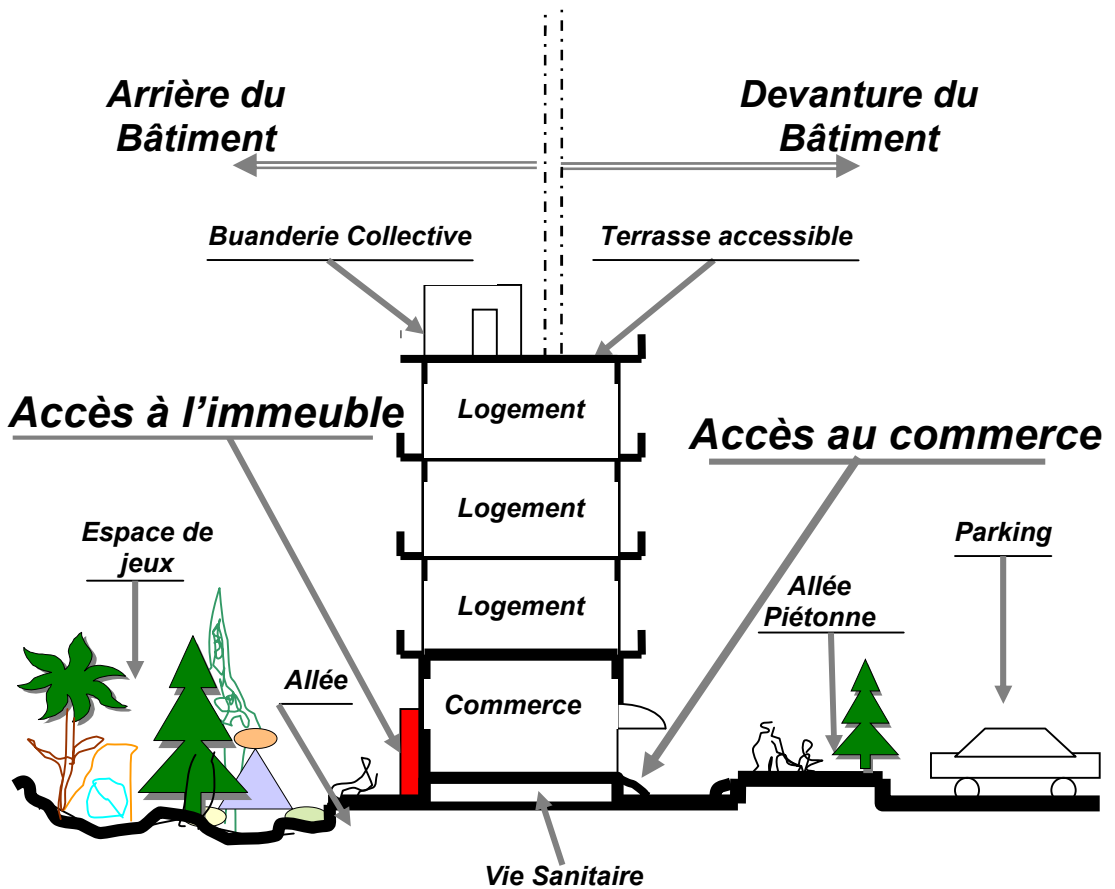 Arrière du
Bâtiment
Devanture du
Bâtiment
Buanderie Collective
Terrasse accessible
Accès à l’immeuble
Logement
Accès au commerce
Logement
Espace de
jeux
Parking
Logement
Allée
Piétonne
Allée
Commerce
Vie Sanitaire